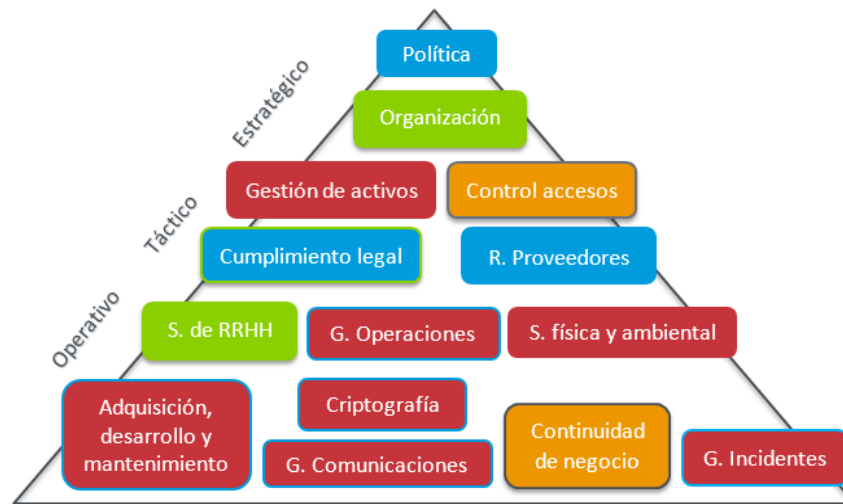 Política
Estratégico
Organización
Gestión de activos
Control accesos
Táctico
Cumplimiento legal
R. Proveedores
Operativo
S. de RRHH
G. Operaciones
S. física y ambiental
Adquisición,
desarrollo y
mantenimiento
Criptografía
G. Comunicaciones
Continuidad
de negocio
G. Incidentes